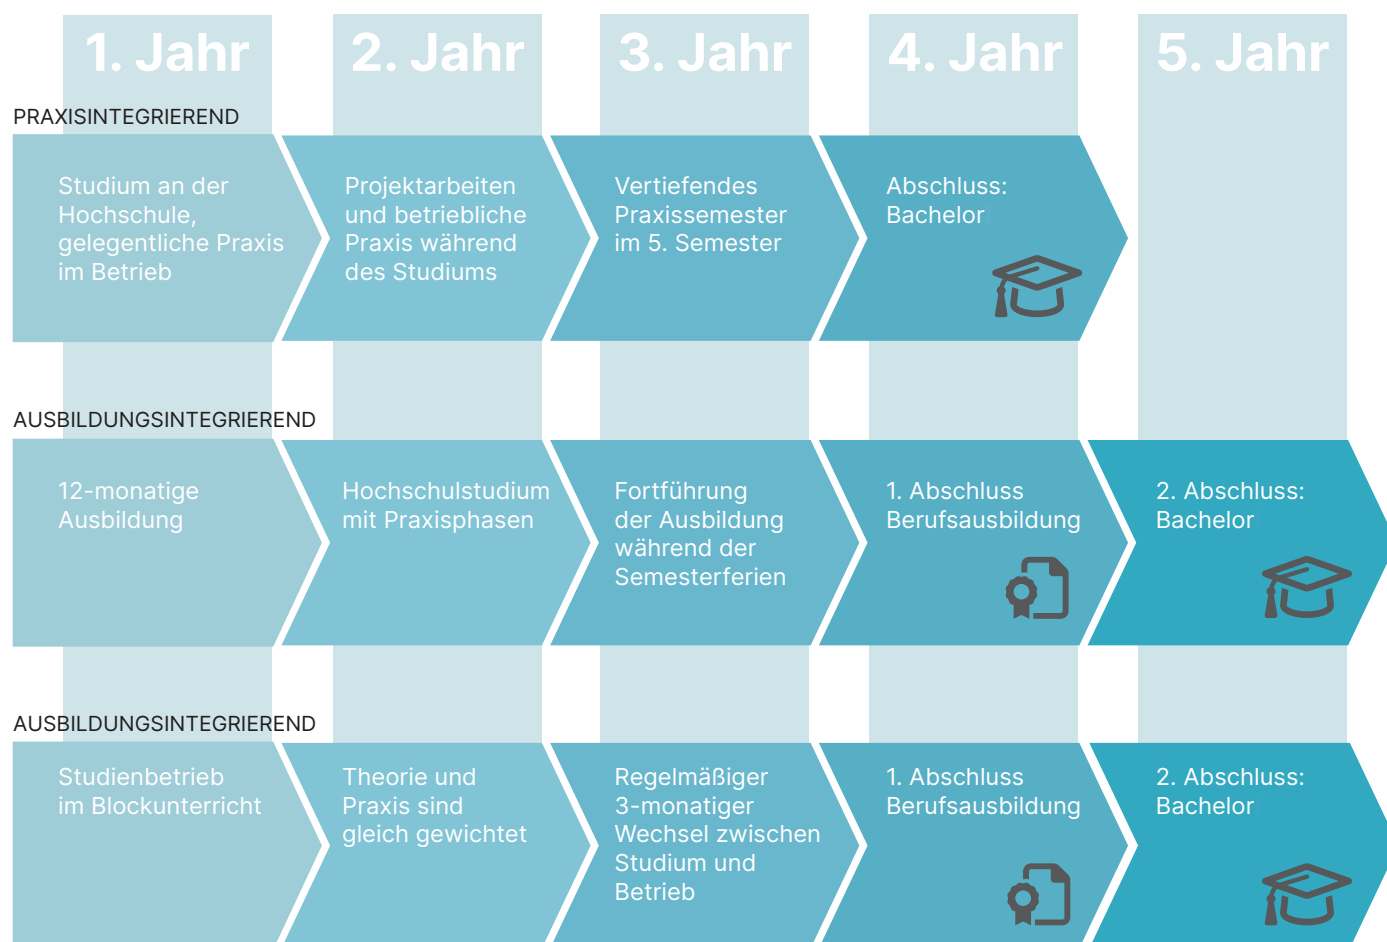 1. Jahr
2. Jahr
3. Jahr
4. Jahr
5. Jahr
PRAXISINTEGRIEREND
Studium an der
Hochschule,
gelegentliche Praxis
im Betrieb
Projektarbeiten
und betriebliche
Praxis während
des Studiums
Vertiefendes
Praxissemester
im 5. Semester
Abschluss:
Bachelor
AUSBILDUNGSINTEGRIEREND
12-monatige
Ausbildung
Hochschulstudium
mit Praxisphasen
Fortführung
der Ausbildung
während der
Semesterferien
1. Abschluss
Berufsausbildung
2. Abschluss:
Bachelor
AUSBILDUNGSINTEGRIEREND
Studienbetrieb
im Blockunterricht
Theorie und
Praxis sind
gleich gewichtet
Regelmäßiger
3-monatiger
Wechsel zwischen
Studium und
Betrieb
1. Abschluss
Berufsausbildung
2. Abschluss:
Bachelor